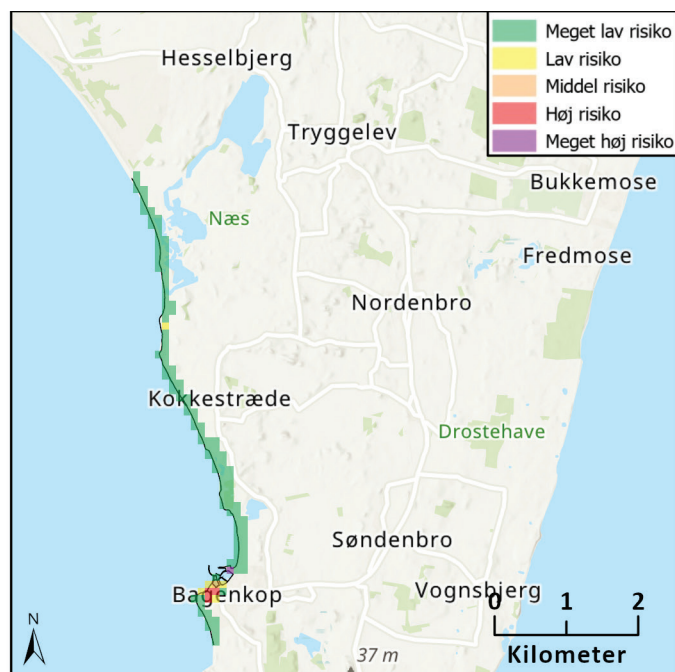 Meget lav risiko
Lav risiko
Middel risiko
Høj risiko
Meget høj risiko
Hesselbjerg
Tryggelev
Bukkemose
Næs
Fredmose
Nordenbro
Kokkestræde
Drostehave
Søndenbro
Bagenkop
Vognsbjerg
0 1 2
Kilometer
37 m
N